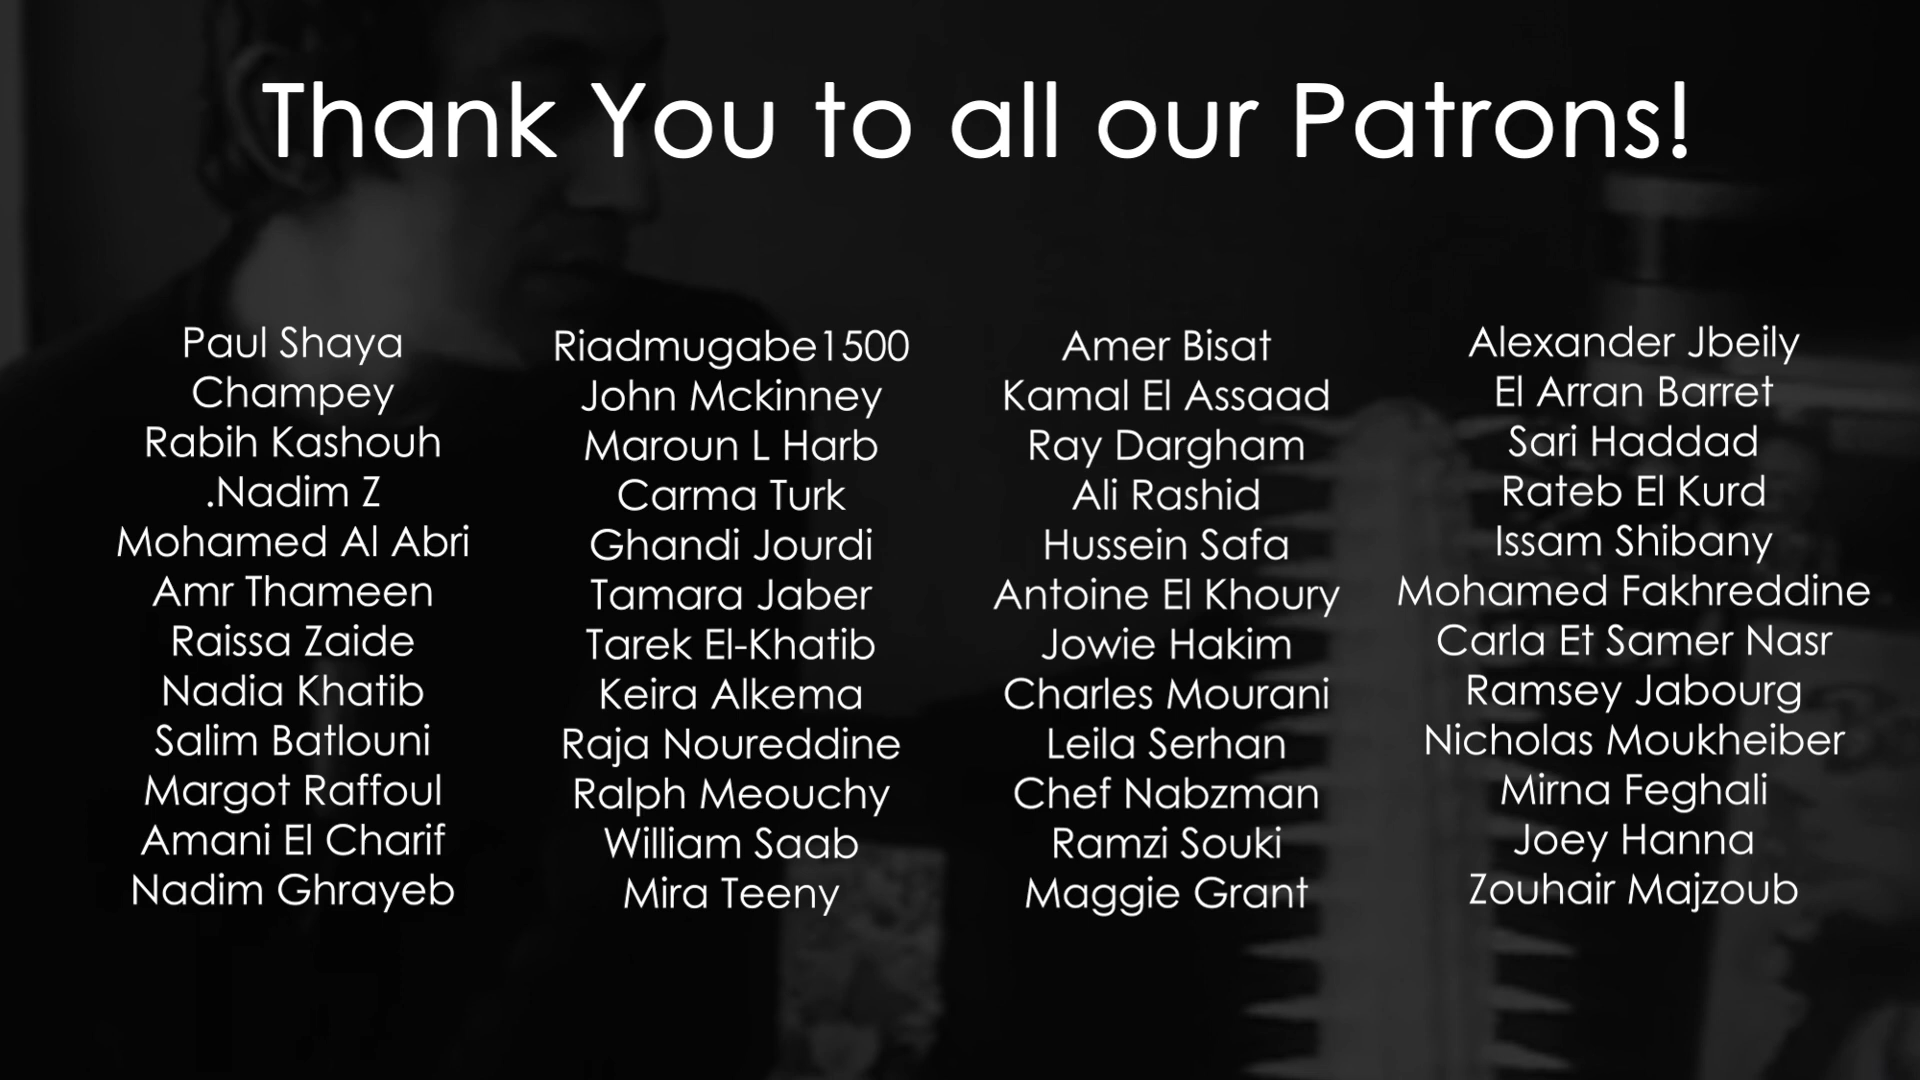 Thank You to all our Patrons!
Paul Shaya
Champey
Rabih Kashouh
.Nadim Z
Mohamed Al Abri
Amr Thameen
Raissa Zaide
Nadia Khatib
Salim Batlouni
Margot Raffoul
Amani El Charif
Nadim Ghrayeb
Riadmugabe1500
John Mckinney
Maroun L Harb
Carma Turk
Ghandi Jourdi
Tamara Jaber
Tarek El-Khatib
Keira Alkema
Raja Noureddine
Ralph Meouchy
William Saab
Mira Teeny
Amer Bisat
Kamal El Assaad
Ray Dargham
Ali Rashid
Hussein Safa
Antoine El Khoury
Jowie Hakim
Charles Mourani
Leila Serhan
Chef Nabzman
Ramzi Souki
Maggie Grant
Alexander Jbeily
El Arran Barret
Sari Haddad
Rateb El Kurd
Issam Shibany
Mohamed Fakhreddine
Carla Et Samer Nasr
Ramsey Jabourg
Nicholas Moukheiber
Mirna Feghali
Joey Hanna
Zouhair Majzoub